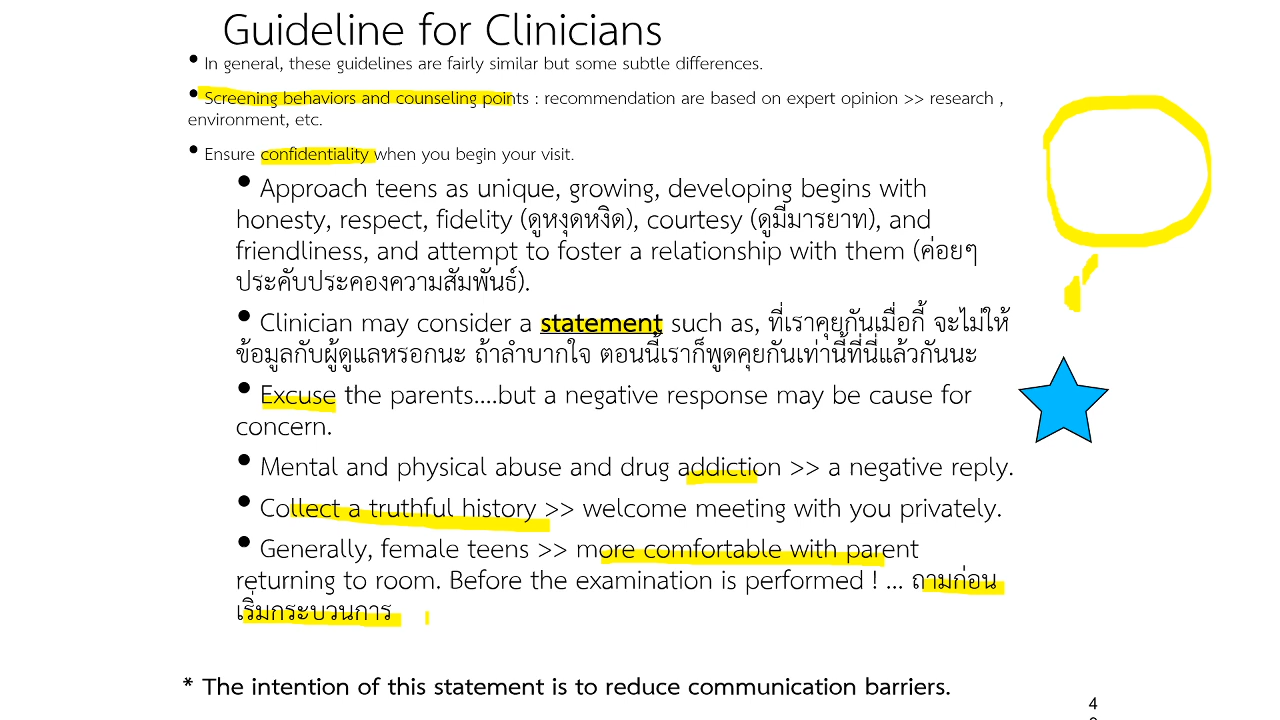 Guideline for Clinicians
• In general, these guidelines are fairly similar but some subtle differences.
• Screening behaviors and counseling points : recommendation are based on expert opinion >> research ,
environment, etc.
• Ensure confidentiality when you begin your visit.
• Approach teens as unique, growing, developing begins with
honesty, respect, fidelity (ดูหงุดหงิด), courtesy (ดูมีมารยาท), and
friendliness, and attempt to foster a relationship with them (ค่อยๆ
ประคับประคองความสัมพันธ์).
• Clinician may consider a statement such as, ที่เราคุยกันเมื่อกี้ จะไม่ให้
ข้อมูลกับผู้ดูแลหรอกนะ ถ้าลำบากใจ ตอนนี้เราก็พูดคุยกันเท่านี้ที่นี่แล้วกันนะ
• Excuse the parents....but a negative response may be cause for
concern.
• Mental and physical abuse and drug addiction >> a negative reply.
• Collect a truthful history >> welcome meeting with you privately.
• Generally, female teens >> more comfortable with parent
returning to room. Before the examination is performed ! ... ถามก่อน
เริ่มกระบวนการ
* The intention of this statement is to reduce communication barriers.
4